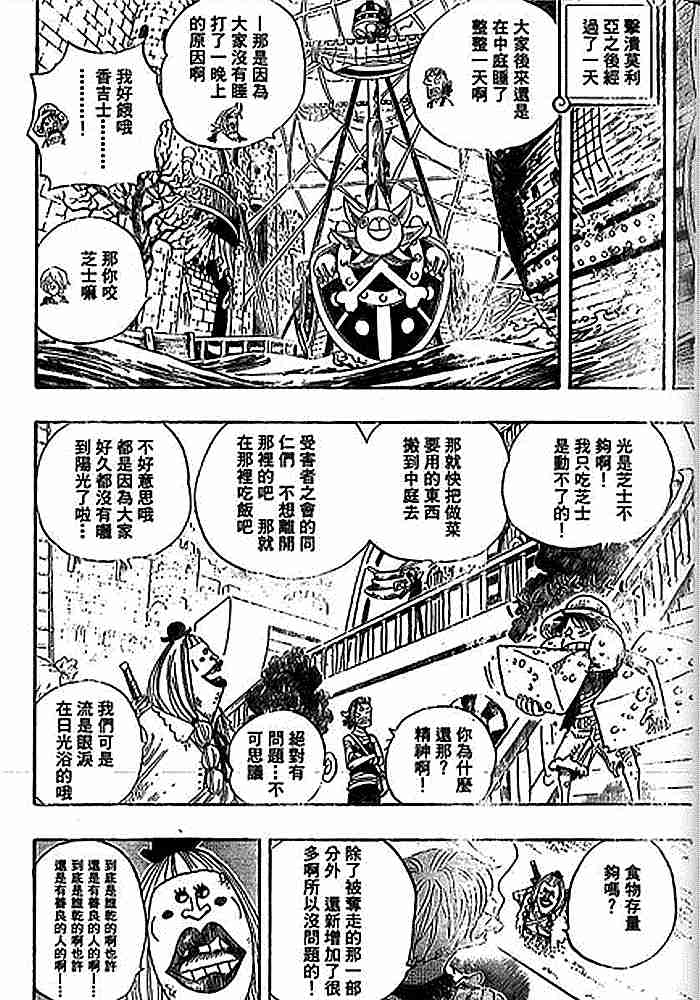 擊潰莫利
亞之後經
過了一天
大家後來還是
在中庭睡了
整整一天啊
－那是因為
大家沒有睡
打了一晚上
的原因啊
我好餓哦
香吉士………
…………！
那你咬
芝士嘛
光是芝士不
夠啊！
我只吃芝士
是動不了的！
那就快把做菜
要用的東西
搬到中庭去
受害者之會的同
仁們 不想離開
那裡的吧 那就
在那裡吃飯吧
不好意思哦
都是因為大家
好久都沒有曬
到陽光了啦…
你為什麼
還那？
精神啊！
絕對有
問題…不
可思議
我們可是
流是眼淚
在日光浴的哦
食物存量
夠嗎？
除了被奪走的那一部
分外 還新增加了很
多啊所以沒問題的！
到底是誰乾的啊也許
還是有善良的人的啊！
到底是誰乾的啊也許
還是有善良的人的啊！